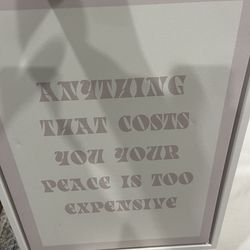 ANYTHING
THAT COSTS
YOU YOUR
PEACE IS TOO
EXPENSIVE